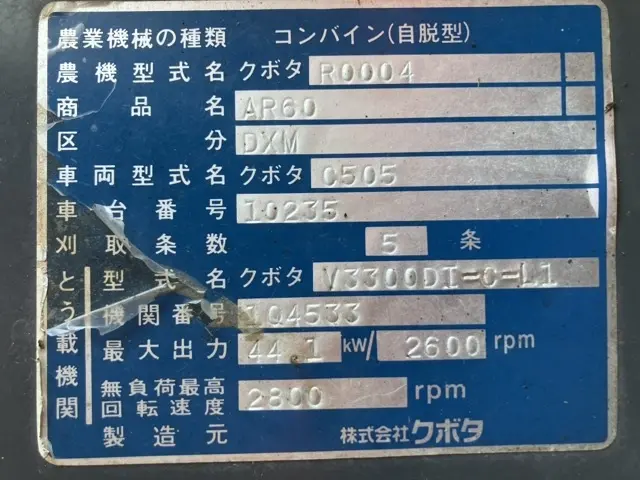 農業機械の種類 コンバイン(自脱型)
農機型式名 クボタ R0004
商品名 AR60
区分 DXM
車両型式名 クボタ C505
車台番号 10235
刈取条数 5 条
とう載機関 型式名 クボタ V3300DI-C-L1
機関番号 1Q4533
最大出力 44.1 kW/ 2600 rpm
無負荷最高回転速度 2800 rpm
製造元 株式会社クボタ